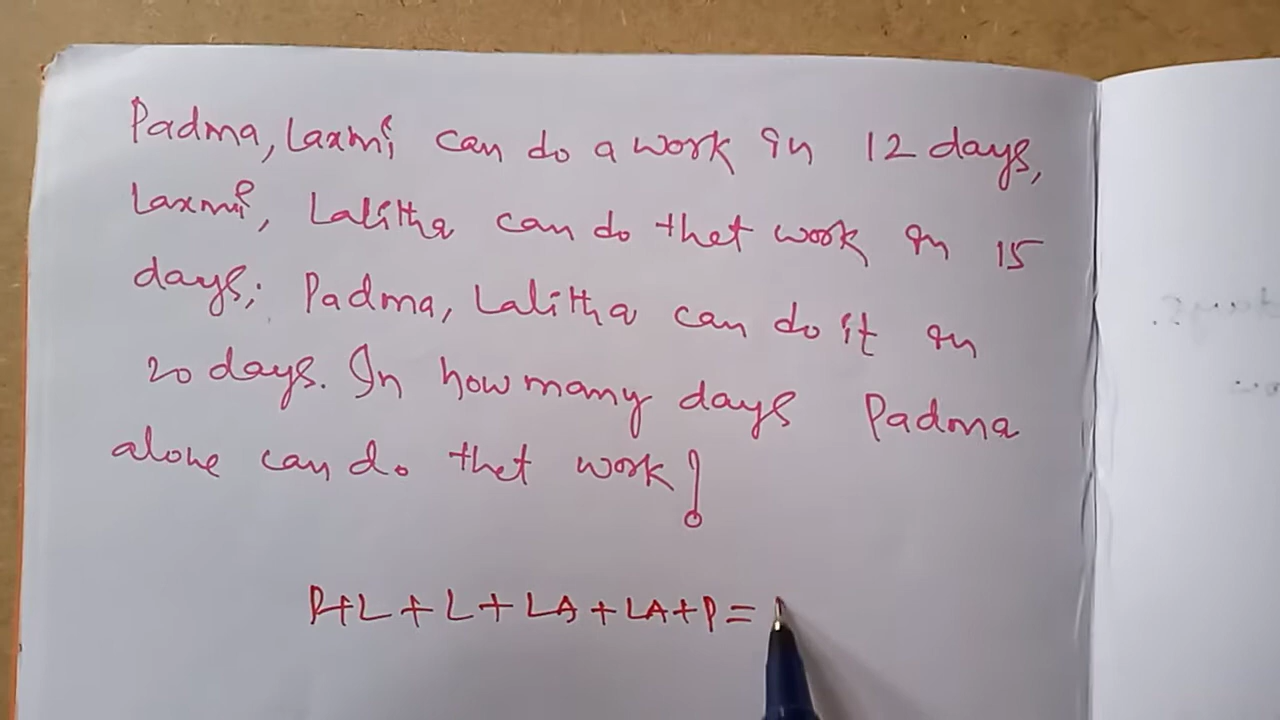 Padma, Laxmi can do a work in 12 days,
Laxmi, Lalitha can do that work in 15
days; Padma, Lalitha can do it in
20 days. In how many days Padma
alone can do that work?
P+L+L+LA+LA+P=